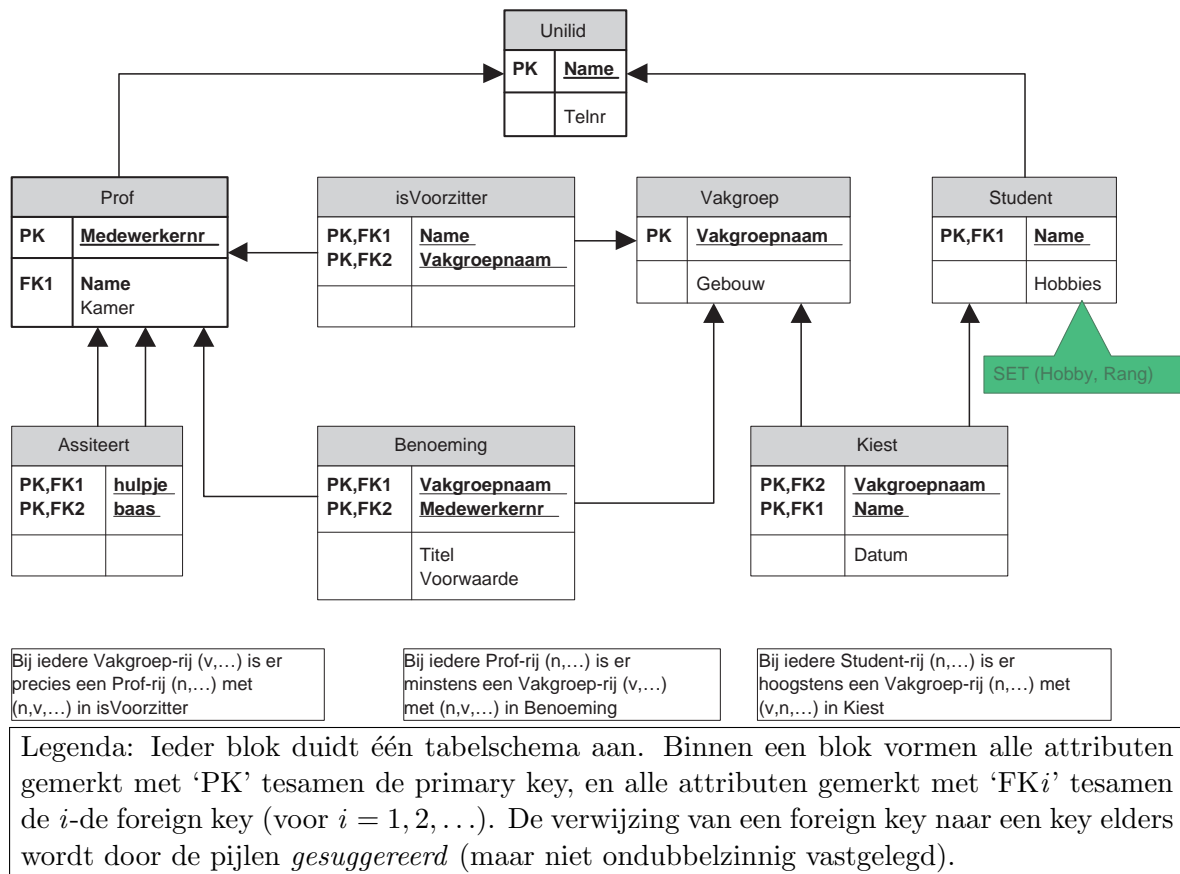 Unilid
PK Name
Telnr
Prof
PK Medewerkernr
FK1 Name
Kamer
isVoorzitter
PK,FK1 Name
PK,FK2 Vakgroepnaam
Vakgroep
PK Vakgroepnaam
Gebouw
Student
PK,FK1 Name
Hobbies
SET (Hobby, Rang)
Assiteert
PK,FK1 hulpje
PK,FK2 baas
Benoeming
PK,FK1 Vakgroepnaam
PK,FK2 Medewerkernr
Titel
Voorwaarde
Kiest
PK,FK2 Vakgroepnaam
PK,FK1 Name
Datum
Bij iedere Vakgroep-rij (v,…) is er
precies een Prof-rij (n,…) met
(n,v,…) in isVoorzitter
Bij iedere Prof-rij (n,…) is er
minstens een Vakgroep-rij (v,…)
met (n,v,…) in Benoeming
Bij iedere Student-rij (n,…) is er
hoogstens een Vakgroep-rij (n,…) met
(v,n,…) in Kiest
Legenda: Ieder blok duidt één tabelschema aan. Binnen een blok vormen alle attributen
gemerkt met ‘PK’ tesamen de primary key, en alle attributen gemerkt met ‘FKi’ tesamen
de i-de foreign key (voor i = 1, 2, . . .). De verwijzing van een foreign key naar een key elders
wordt door de pijlen gesuggereerd (maar niet ondubbelzinnig vastgelegd).